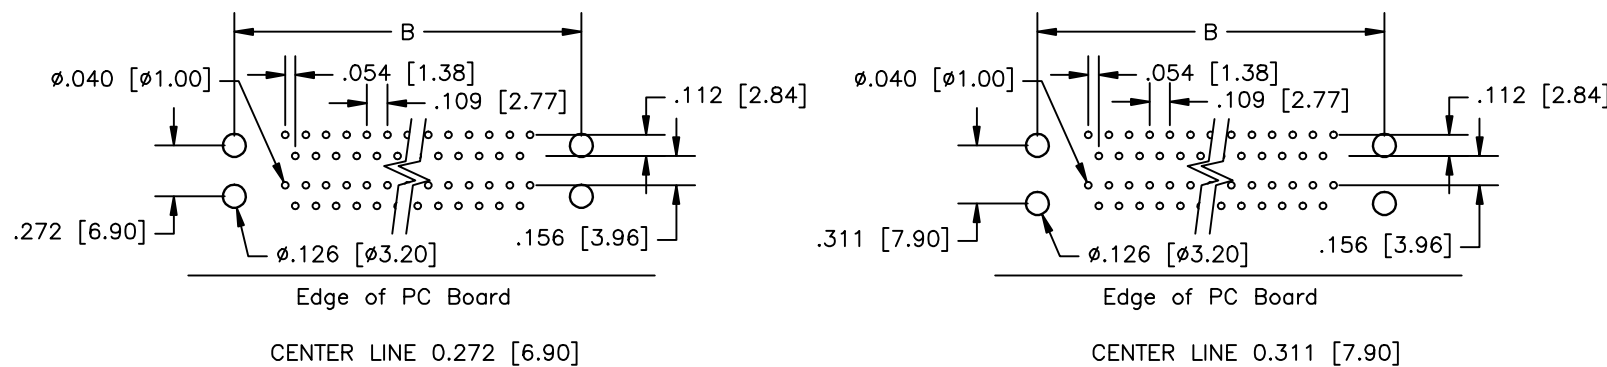 B
ø.040 [ø1.00]
.054 [1.38]
.109 [2.77]
.112 [2.84]
.272 [6.90]
ø.126 [ø3.20]
.156 [3.96]
Edge of PC Board
CENTER LINE 0.272 [6.90]
B
ø.040 [ø1.00]
.054 [1.38]
.109 [2.77]
.112 [2.84]
.311 [7.90]
ø.126 [ø3.20]
.156 [3.96]
Edge of PC Board
CENTER LINE 0.311 [7.90]